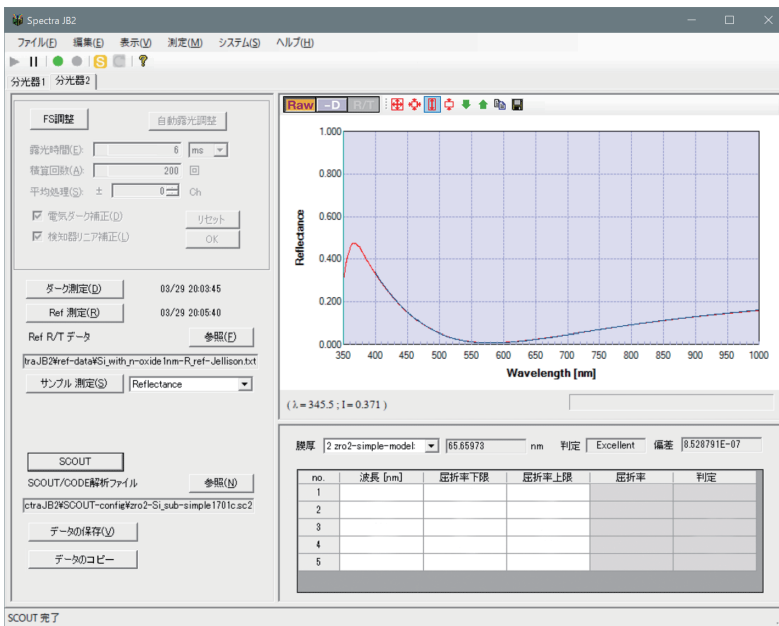 Spectra JB2
ファイル(F) 編集(E) 表示(V) 測定(M) システム(S) ヘルプ(H)
分光器1 分光器2
FS調整 自動露光調整
露光時間(E): 6 ms
積算回数(A): 200 回
平均処理(S): ± 0 Ch
電気ダーク補正(D) リセット
検知器リニア補正(L) OK
ダーク測定(D) 03/29 20:03:45
Ref 測定(R) 03/29 20:05:40
Ref R/T データ 参照(F)
traJB2¥ref-data¥Si_with_n-oxide1nm-R_ref-Jellison.txt
サンプル 測定(S) Reflectance
SCOUT
SCOUT/CODE解析ファイル 参照(N)
ctraJB2¥SCOUT-config¥zro2-Si_sub-simple1701c.sc2
データの保存(V)
データのコピー
Raw -D R/T
1.000
0.800
0.600
0.400
0.200
0.000
Reflectance
350 400 450 500 550 600 650 700 750 800 850 900 950 1000
Wavelength [nm]
(λ=345.5 ; I=0.371 )
膜厚 2 zro2-simple-model: 65.65973 nm 判定 Excellent 偏差 8.528791E-07
no. 波長 [nm] 屈折率下限 屈折率上限 屈折率 判定
1
2
3
4
5
SCOUT 完了